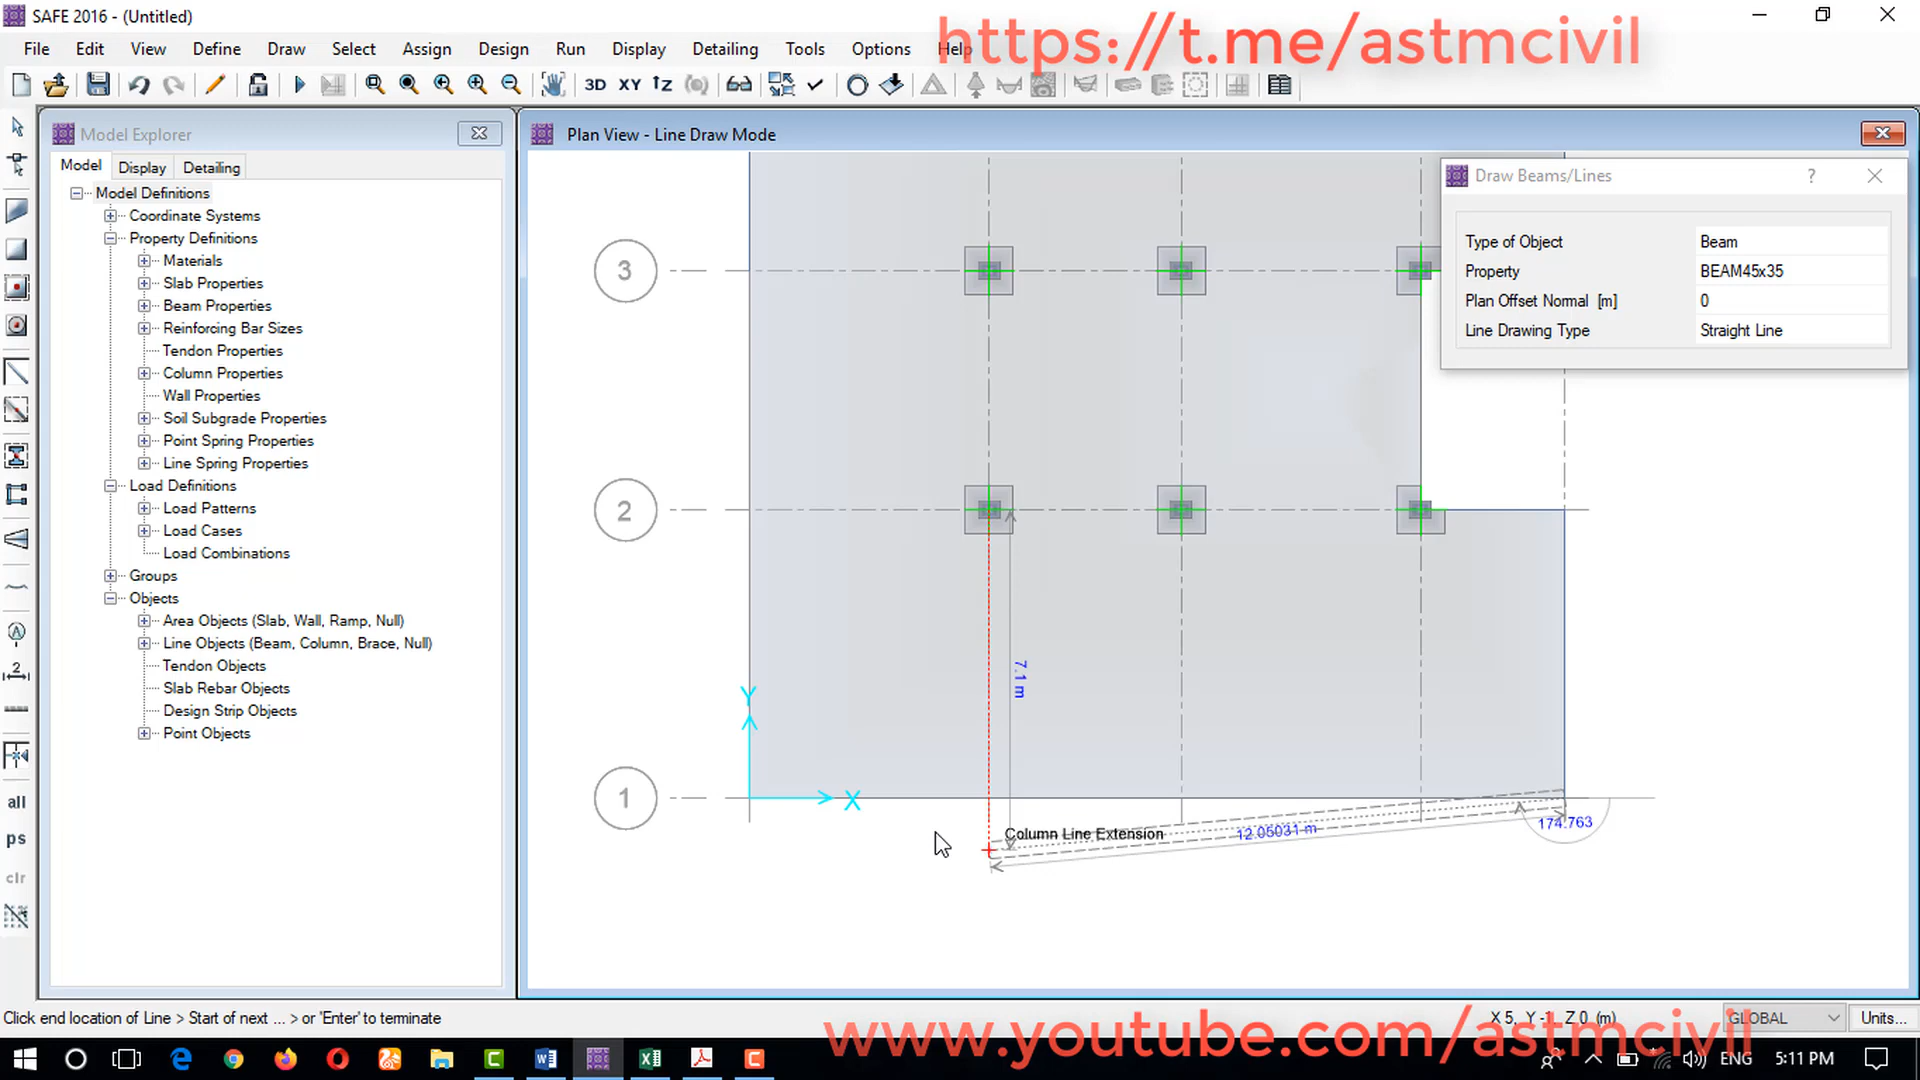 SAFE 2016 - (Untitled)
https://t.me/astmcivil
File Edit View Define Draw Select Assign Design Run Display Detailing Tools Options Help
3D XY
Model Explorer
Plan View - Line Draw Mode
Model Display Detailing
Draw Beams/Lines
?
Model Definitions
Coordinate Systems
Property Definitions
Materials
Slab Properties
Beam Properties
Reinforcing Bar Sizes
Tendon Properties
Column Properties
Wall Properties
Soil Subgrade Properties
Point Spring Properties
Line Spring Properties
Load Definitions
Load Patterns
Load Cases
Load Combinations
Groups
Objects
Area Objects (Slab, Wall, Ramp, Null)
Line Objects (Beam, Column, Brace, Null)
Tendon Objects
Slab Rebar Objects
Design Strip Objects
Point Objects
Type of Object Beam
Property BEAM45x35
Plan Offset Normal [m] 0
Line Drawing Type Straight Line
3
2
1
7.1 m
Y
X
Column Line Extension
12.05031 m
174.763
all
ps
clr
Click end location of Line > Start of next ... > or 'Enter' to terminate
X 5, Y -1, Z 0 (m)
GLOBAL
Units...
www.youtube.com/astmcivil
ENG
5:11 PM